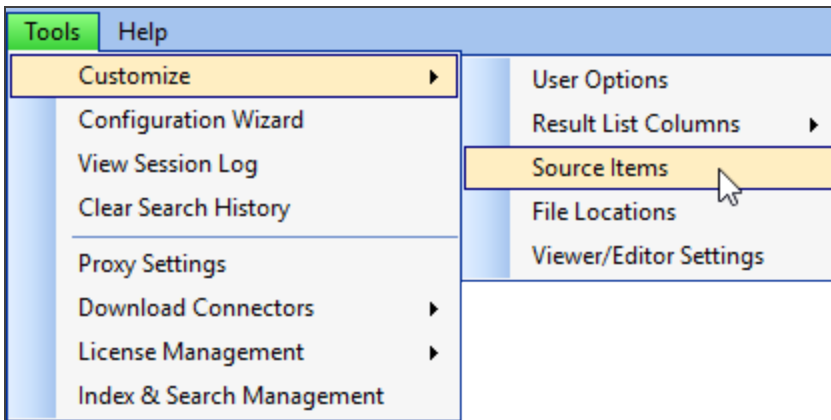 Tools Help
Customize
Configuration Wizard
View Session Log
Clear Search History
Proxy Settings
Download Connectors
License Management
Index & Search Management
User Options
Result List Columns
Source Items
File Locations
Viewer/Editor Settings